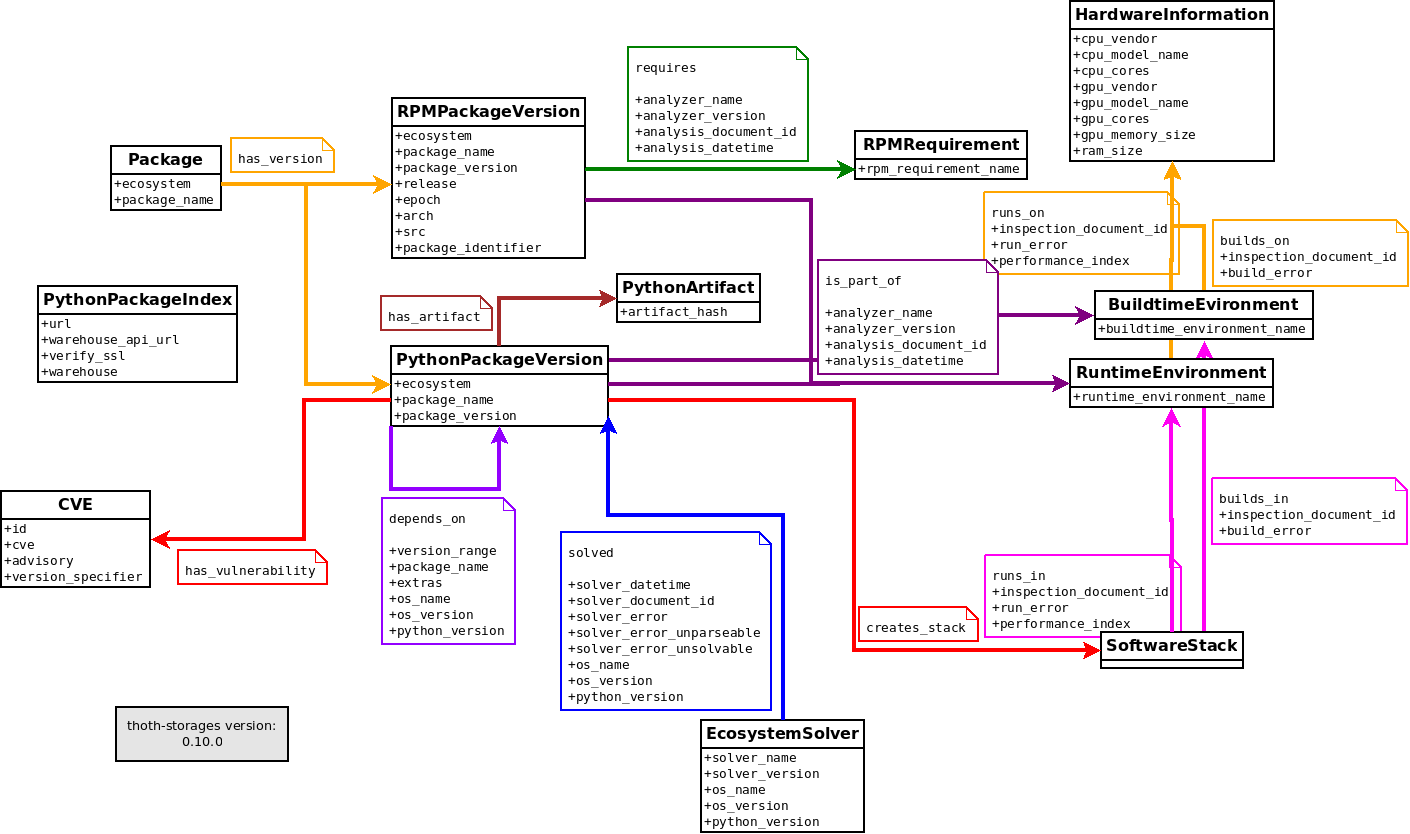 HardwareInformation
+cpu_vendor
+cpu_model_name
+cpu_cores
+gpu_vendor
+gpu_model_name
+gpu_cores
+gpu_memory_size
+ram_size
requires
+analyzer_name
+analyzer_version
+analysis_document_id
+analysis_datetime
RPMPackageVersion
+ecosystem
+package_name
+package_version
+release
+epoch
+arch
+src
+package_identifier
RPMRequirement
+rpm_requirement_name
Package
+ecosystem
+package_name
has_version
runs_on
+inspection_document_id
+run_error
+performance_index
builds_on
+inspection_document_id
+build_error
is_part_of
+analyzer_name
+analyzer_version
+analysis_document_id
+analysis_datetime
PythonPackageIndex
+url
+warehouse_api_url
+verify_ssl
+warehouse
has_artifact
PythonArtifact
+artifact_hash
BuildtimeEvironment
+buildtime_environment_name
PythonPackageVersion
+ecosystem
+package_name
+package_version
RuntimeEnvironment
+runtime_environment_name
CVE
+id
+cve
+advisory
+version_specifier
has_vulnerability
depends_on
+version_range
+package_name
+extras
+os_name
+os_version
+python_version
solved
+solver_datetime
+solver_document_id
+solver_error
+solver_error_unparseable
+solver_error_unsolvable
+os_name
+os_version
+python_version
builds_in
+inspection_document_id
+build_error
runs_in
+inspection_document_id
+run_error
+performance_index
creates_stack
SoftwareStack
thoth-storages version:
0.10.0
EcosystemSolver
+solver_name
+solver_version
+os_name
+os_version
+python_version